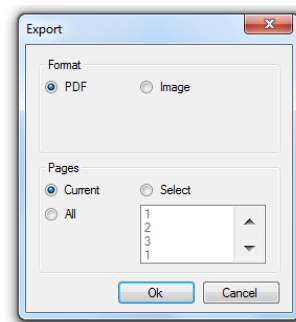 Export
Format
PDF Image
Pages
Current Select
All
1
2
3
1
Ok Cancel